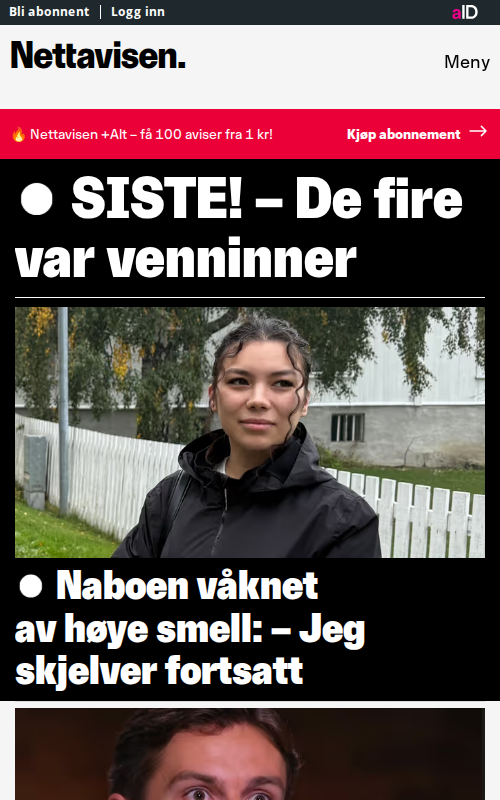 Bli abonnent | Logg inn
aID
Nettavisen.
Meny
🔥 Nettavisen +Alt – få 100 aviser fra 1 kr!
Kjøp abonnement →
● SISTE! – De fire
var venninner
● Naboen våknet
av høye smell: – Jeg
skjelver fortsatt